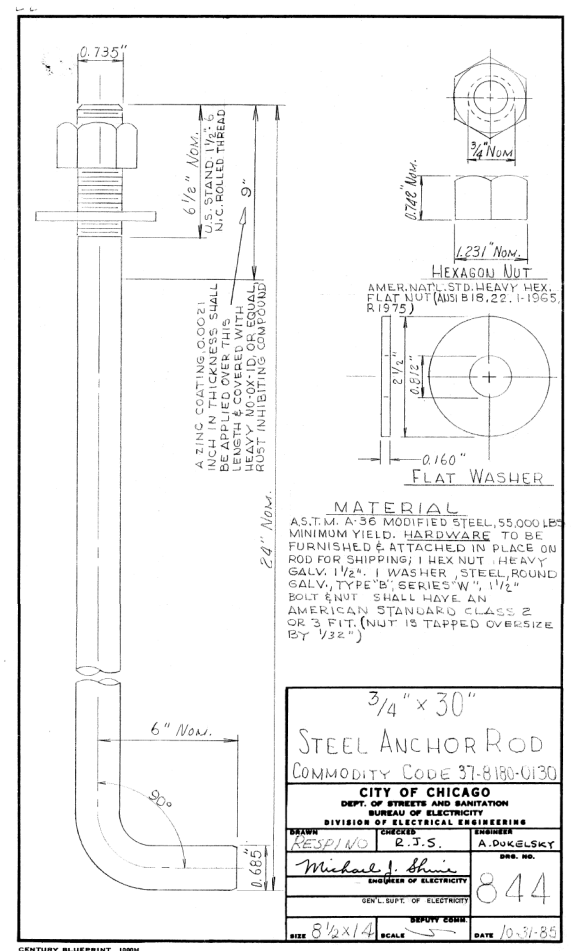 0.735"
6 1/2" NOM.
U.S. STAND. 1 1/2"- 6
N.C. ROLLED THREAD
9"
A ZINC COATING, 0.0021
INCH IN THICKNESS SHALL
BE APPLIED OVER THIS
LENGTH & COVERED WITH
HEAVY NO-OX-ID, OR EQUAL,
RUST INHIBITING COMPOUND
24" NOM.
6" NOM.
90°
0.685"
3/4" NOM
0.742" NOM.
1.231" NOM.
HEXAGON NUT
AMER. NAT'L. STD. HEAVY HEX.
FLAT NUT (ANSI B18,22.1-1965,
R1975)
2 1/2"
0.812"
0.160"
FLAT WASHER
MATERIAL
A.S.T.M. A-36 MODIFIED STEEL, 55,000 LBS
MINIMUM YIELD. HARDWARE TO BE
FURNISHED & ATTACHED IN PLACE ON
ROD FOR SHIPPING; 1 HEX NUT HEAVY
GALV. 1 1/2". 1 WASHER, STEEL, ROUND
GALV., TYPE "B", SERIES "W", 1 1/2"
BOLT & NUT SHALL HAVE AN
AMERICAN STANDARD CLASS 2
OR 3 FIT. (NUT IS TAPPED OVERSIZE
BY 1/32")
3/4" x 30"
STEEL ANCHOR ROD
COMMODITY CODE 37-8180-0130
CITY OF CHICAGO
DEPT. OF STREETS AND SANITATION
BUREAU OF ELECTRICITY
DIVISION OF ELECTRICAL ENGINEERING
DRAWN RESPINO CHECKED R.J.S. ENGINEER A.DUKELSKY
Michael J. Shine
ENGINEER OF ELECTRICITY
DRG. NO.
844
GEN'L. SUPT. OF ELECTRICITY
DEPUTY COMM.
SIZE 8 1/2 x 14 SCALE DATE 10-31-85
CENTURY BLUEPRINT